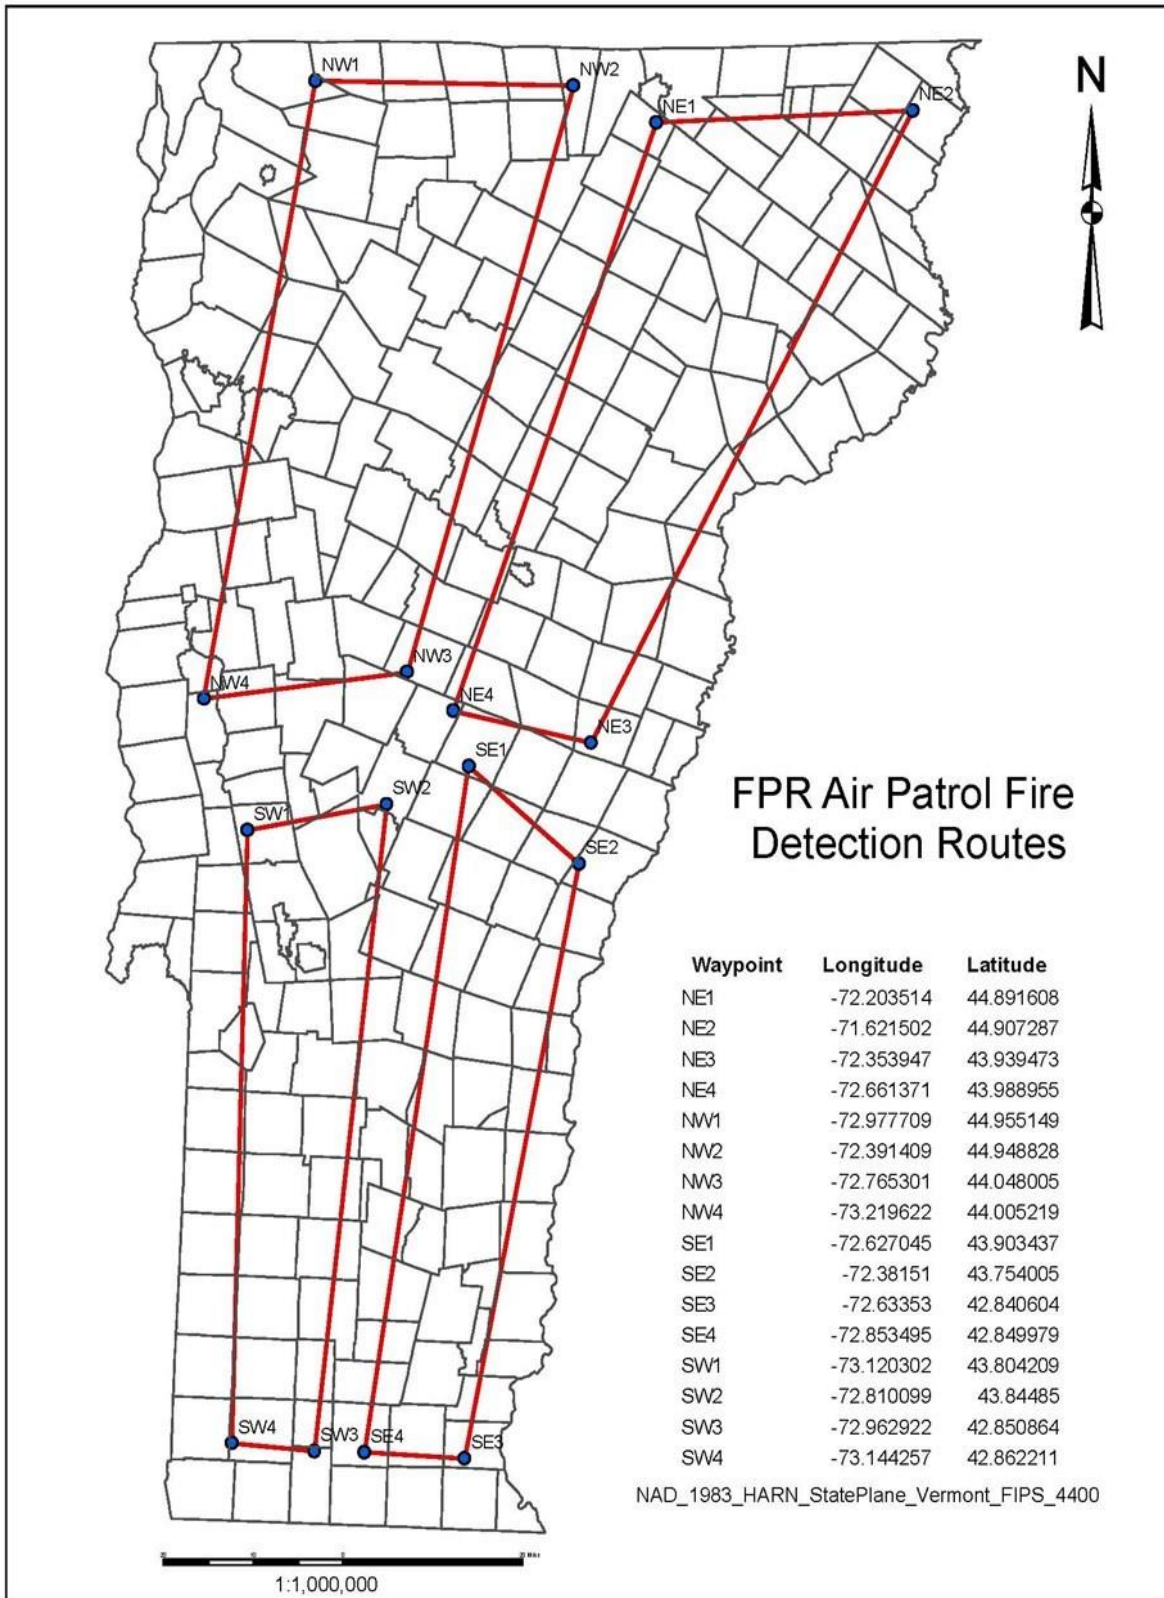 N
NW1
NW2
NE1
NE2
NW3
NW4
NE4
NE3
SE1
SW2
SW1
SE2
FPR Air Patrol Fire
Detection Routes
Waypoint Longitude Latitude
NE1 -72.203514 44.891608
NE2 -71.621502 44.907287
NE3 -72.353947 43.939473
NE4 -72.661371 43.988955
NW1 -72.977709 44.955149
NW2 -72.391409 44.948828
NW3 -72.765301 44.048005
NW4 -73.219622 44.005219
SE1 -72.627045 43.903437
SE2 -72.38151 43.754005
SE3 -72.63353 42.840604
SE4 -72.853495 42.849979
SW1 -73.120302 43.804209
SW2 -72.810099 43.84485
SW3 -72.962922 42.850864
SW4 -73.144257 42.862211
NAD_1983_HARN_StatePlane_Vermont_FIPS_4400
SW4
SW3
SE4
SE3
1:1,000,000